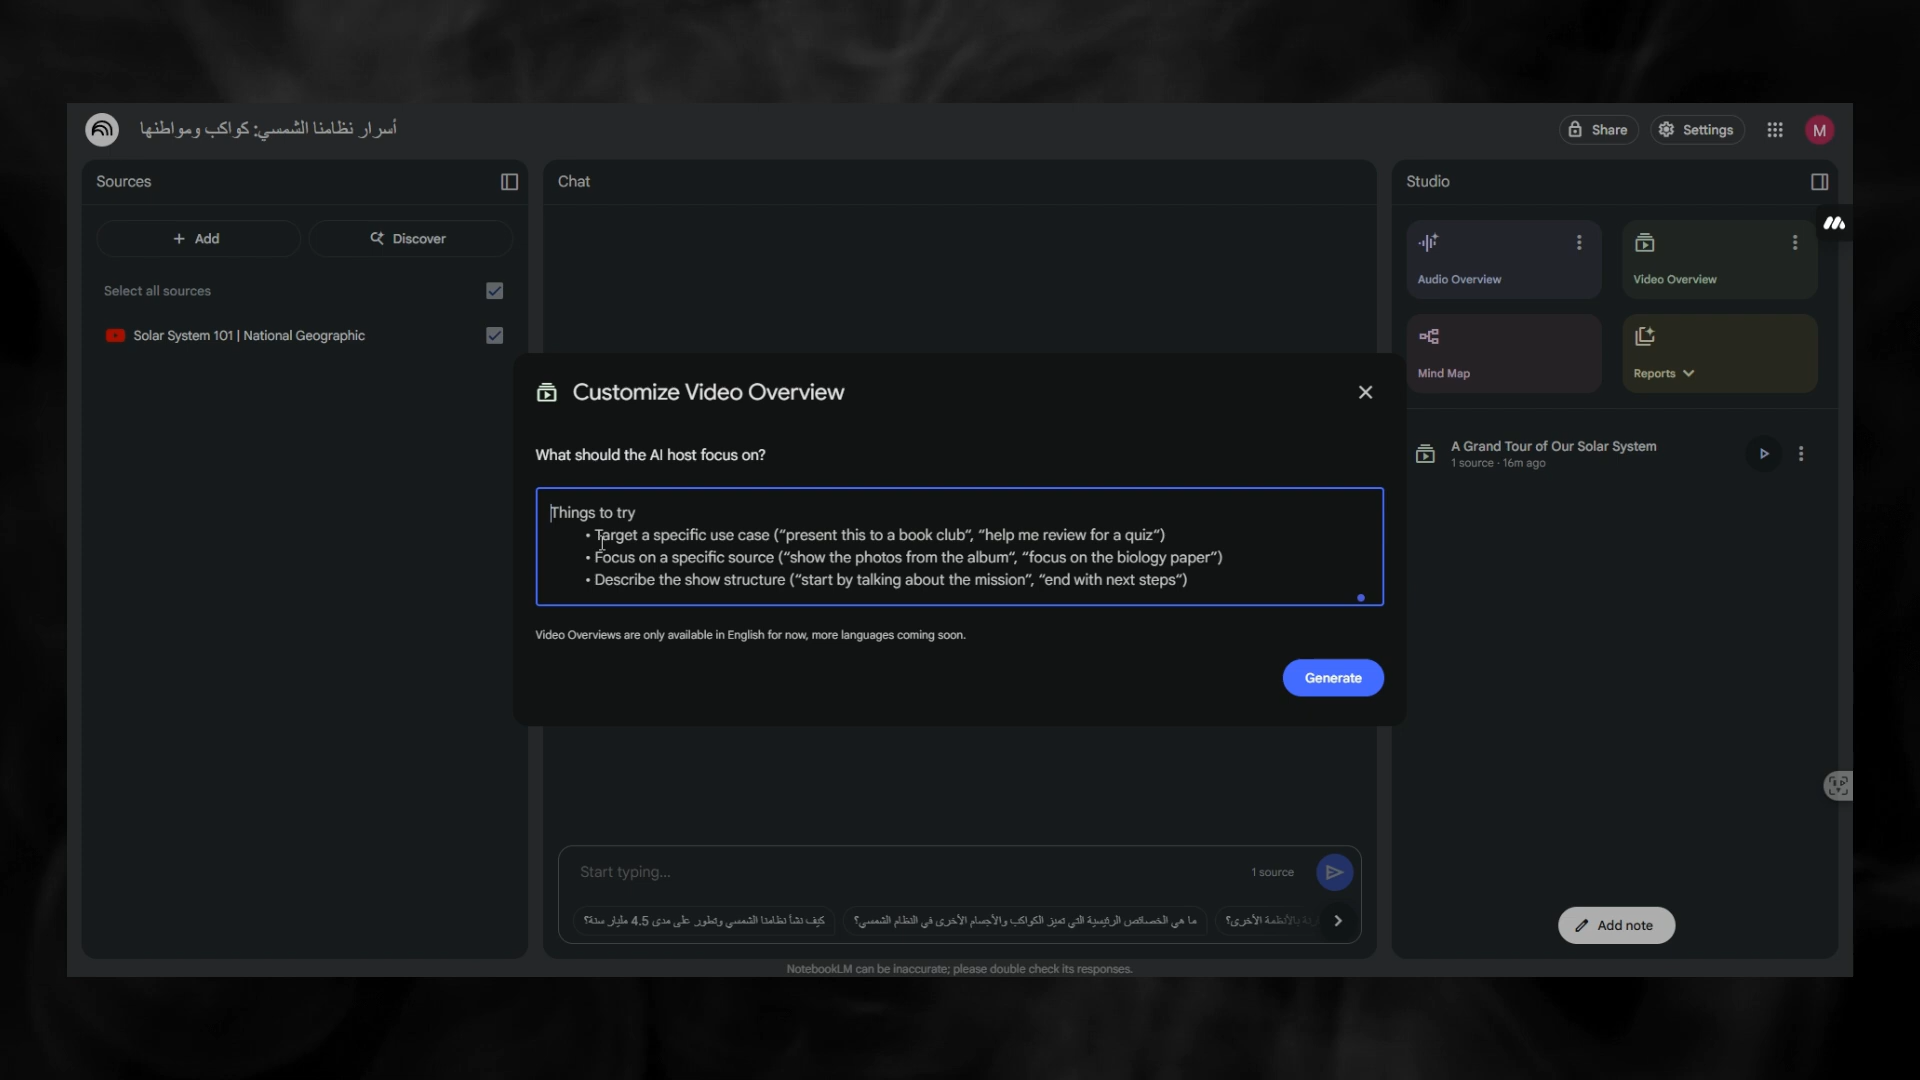 أسرار نظامنا الشمسي: كواكب ومواطنها
Share
Settings
M
Sources
Add
Discover
Select all sources
Solar System 101 | National Geographic
Chat
Studio
Audio Overview
Video Overview
Mind Map
Reports
A Grand Tour of Our Solar System
1 source · 16m ago
Customize Video Overview
What should the AI host focus on?
Things to try
• Target a specific use case (“present this to a book club“, “help me review for a quiz“)
• Focus on a specific source (“show the photos from the album“, “focus on the biology paper”)
• Describe the show structure (“start by talking about the mission”, “end with next steps“)
Video Overviews are only available in English for now, more languages coming soon.
Generate
Start typing...
1 source
كيف نشأ نظامنا الشمسي وتطور على مدى 4.5 مليار سنة؟
ما هي الخصائص الرئيسية التي تميز الكواكب والأجسام الأخرى في النظام الشمسي؟
بالأنظمة الأخرى؟
Add note
NotebookLM can be inaccurate; please double check its responses.